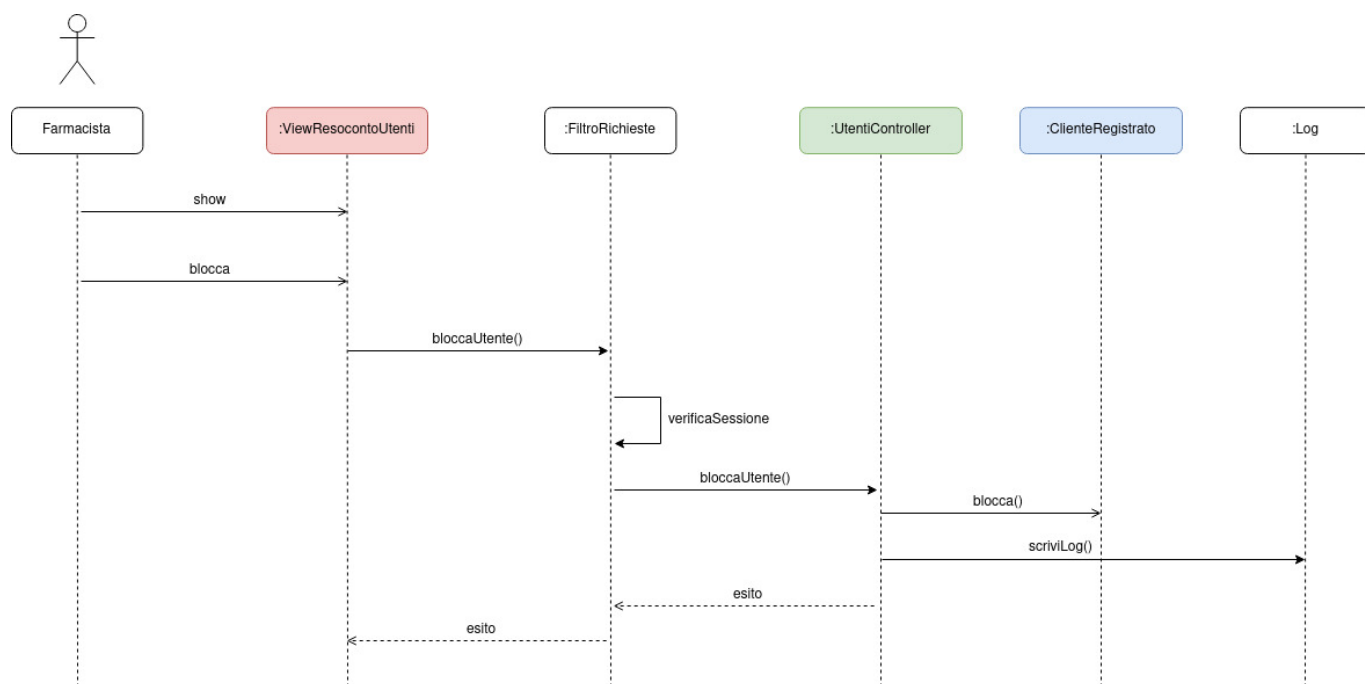 Farmacista
:ViewResocontoUtenti
:FiltroRichieste
:UtentiController
:ClienteRegistrato
:Log
show
blocca
bloccaUtente()
verificaSessione
bloccaUtente()
blocca()
scriviLog()
esito
esito